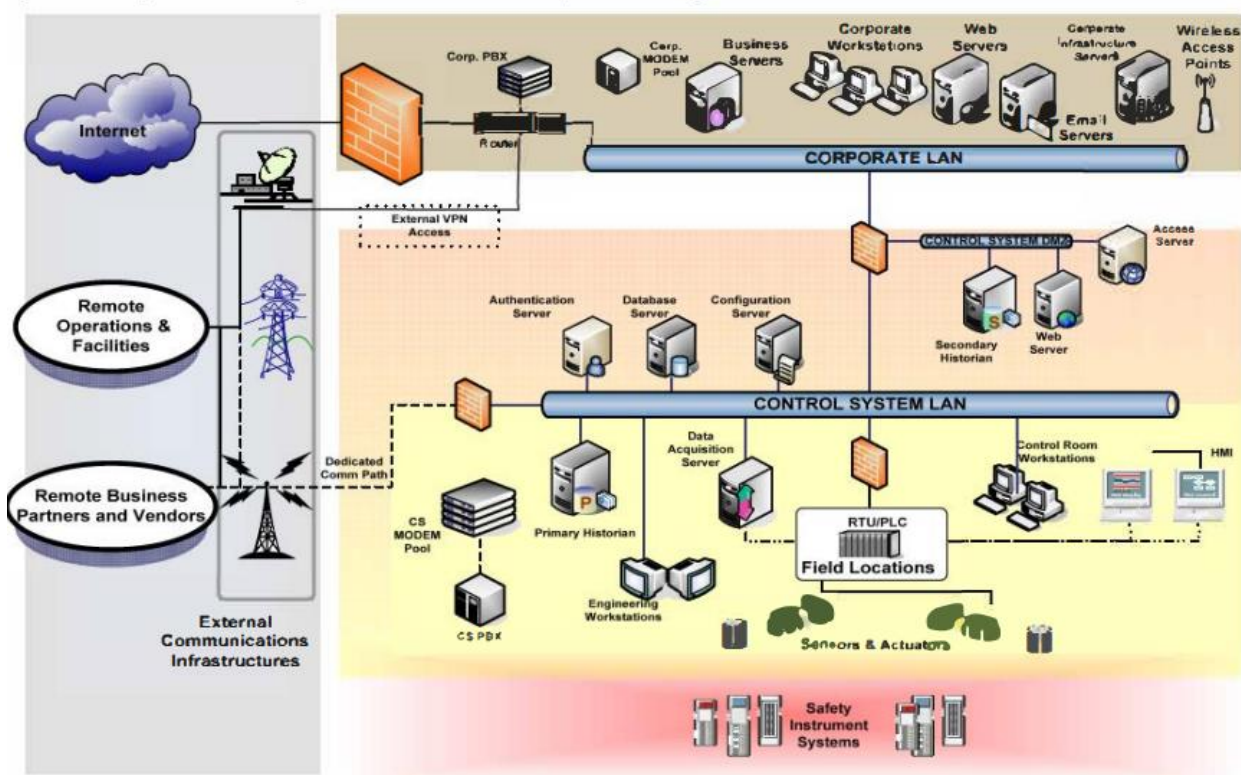 Internet
Corp. PBX
Router
Corp.
MODEM
Pool
Business
Servers
Corporate
Workstations
Web
Servers
Email
Servers
Corporate
Infrastructure
Servers
Wireless
Access
Points
CORPORATE LAN
External VPN
Access
CONTROL SYSTEM DMZ
Access
Server
Secondary
Historian
Web
Server
Remote
Operations &
Facilities
Authentication
Server
Database
Server
Configuration
Server
CONTROL SYSTEM LAN
Dedicated
Comm Path
Remote Business
Partners and Vendors
External
Communications
Infrastructures
CS
MODEM
Pool
CS PBX
P
Primary Historian
Engineering
Workstations
Data
Acquisition
Server
RTU/PLC
Field Locations
Control Room
Workstations
HMI
Sensors & Actuators
Safety
Instrument
Systems